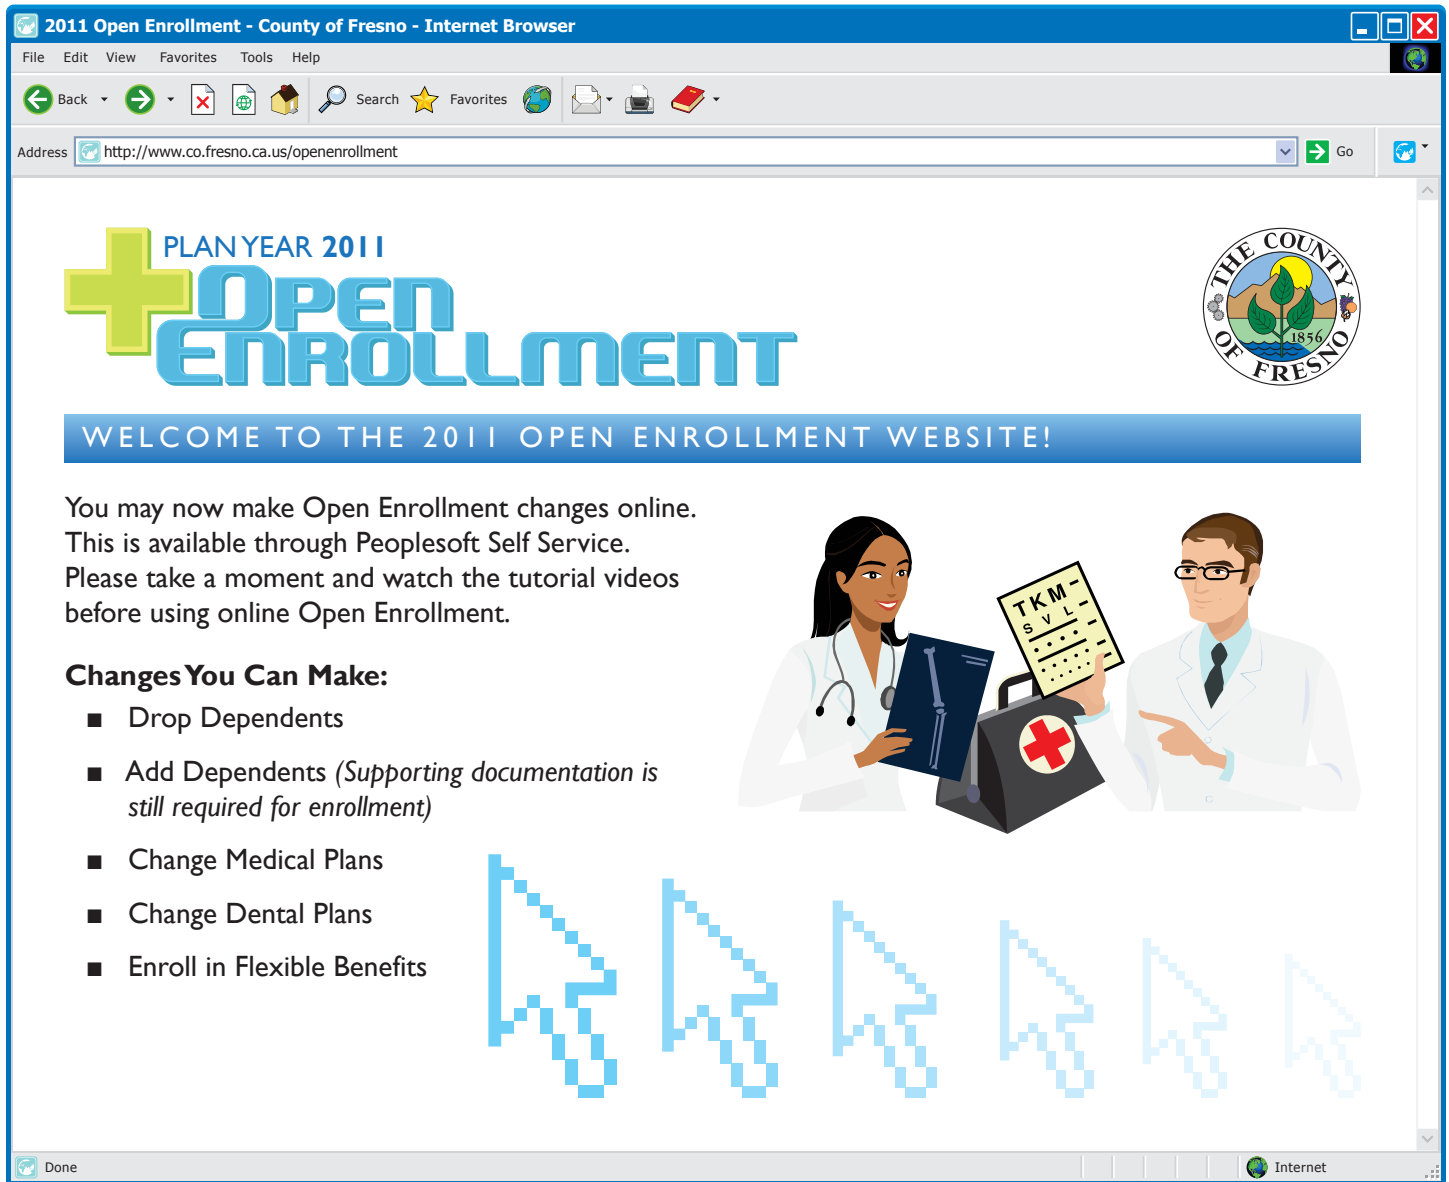 2011 Open Enrollment - County of Fresno - Internet Browser
File Edit View Favorites Tools Help
Back Search Favorites
Address http://www.co.fresno.ca.us/openenrollment Go
PLAN YEAR 2011
OPEN
ENROLLMENT
THE COUNTY
OF FRESNO
1856
WELCOME TO THE 2011 OPEN ENROLLMENT WEBSITE!
You may now make Open Enrollment changes online.
This is available through Peoplesoft Self Service.
Please take a moment and watch the tutorial videos
before using online Open Enrollment.
TKM
S V L
Changes You Can Make:
■ Drop Dependents
■ Add Dependents (Supporting documentation is
still required for enrollment)
■ Change Medical Plans
■ Change Dental Plans
■ Enroll in Flexible Benefits
Done Internet